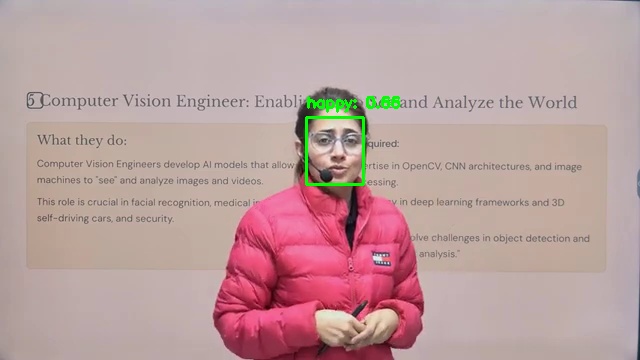 5 Computer Vision Engineer: Enabli and Analyze the World
happy:
What they do:
Computer Vision Engineers develop AI models that allow
machines to "see" and analyze images and videos.
This role is crucial in facial recognition, medical
self-driving cars, and security.
quired:
ertise in OpenCV, CNN architectures, and image
essing.
y in deep learning frameworks and 3D
olve challenges in object detection and
analysis."